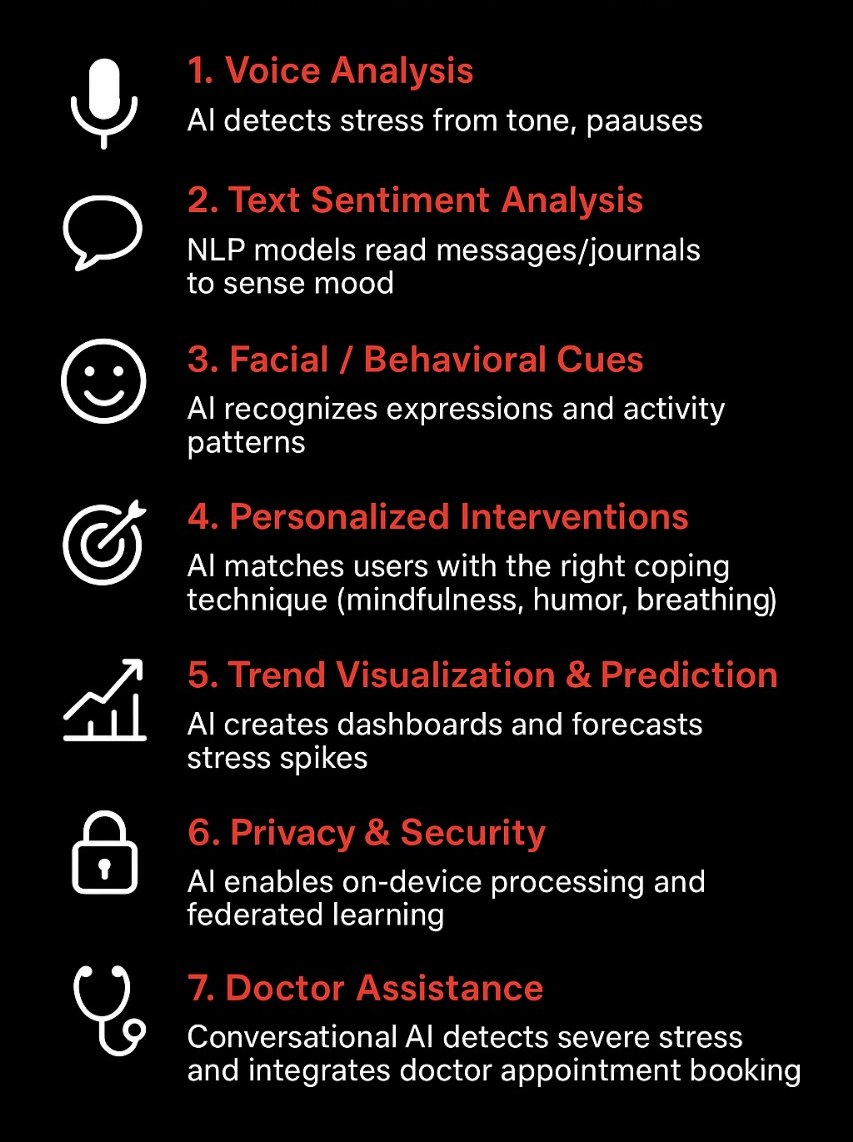 1. Voice Analysis
AI detects stress from tone, paauses
2. Text Sentiment Analysis
NLP models read messages/journals
to sense mood
3. Facial / Behavioral Cues
AI recognizes expressions and activity
patterns
4. Personalized Interventions
AI matches users with the right coping
technique (mindfulness, humor, breathing)
5. Trend Visualization & Prediction
AI creates dashboards and forecasts
stress spikes
6. Privacy & Security
AI enables on-device processing and
federated learning
7. Doctor Assistance
Conversational AI detects severe stress
and integrates doctor appointment booking